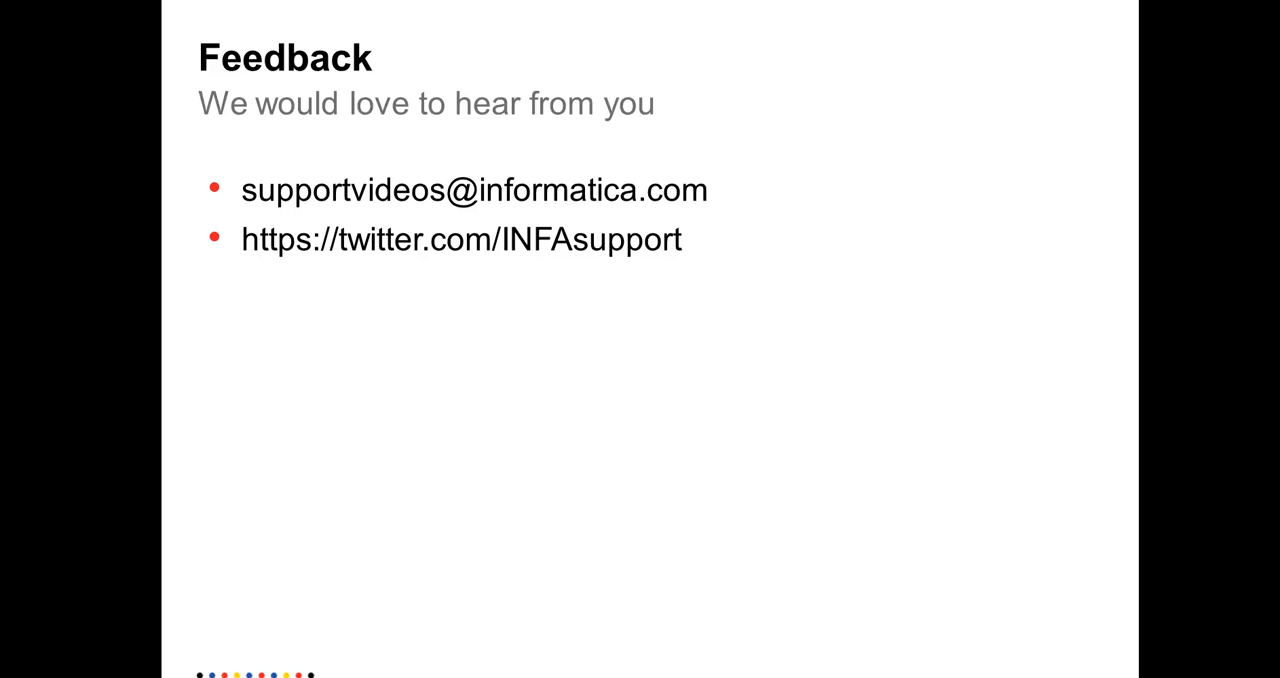 Feedback
We would love to hear from you
supportvideos@informatica.com
https://twitter.com/INFAsupport